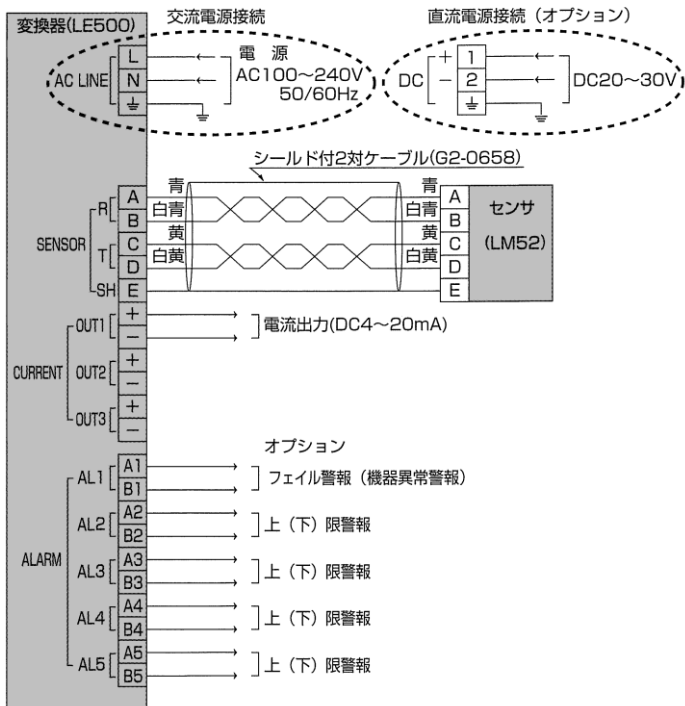 変換器(LE500)
交流電源接続
直流電源接続（オプション）
AC LINE
L
N
電 源
AC100〜240V
50/60Hz
DC
+ 1
− 2
DC20〜30V
シールド付2対ケーブル(G2-0658)
SENSOR
R
T
SH
A
B
C
D
E
青
白青
黄
白黄
青
白青
黄
白黄
A
B
C
D
E
センサ
(LM52)
CURRENT
OUT1
+
−
電流出力(DC4〜20mA)
OUT2
+
−
OUT3
+
−
オプション
ALARM
AL1
A1
B1
フェイル警報（機器異常警報）
AL2
A2
B2
上（下）限警報
AL3
A3
B3
上（下）限警報
AL4
A4
B4
上（下）限警報
AL5
A5
B5
上（下）限警報